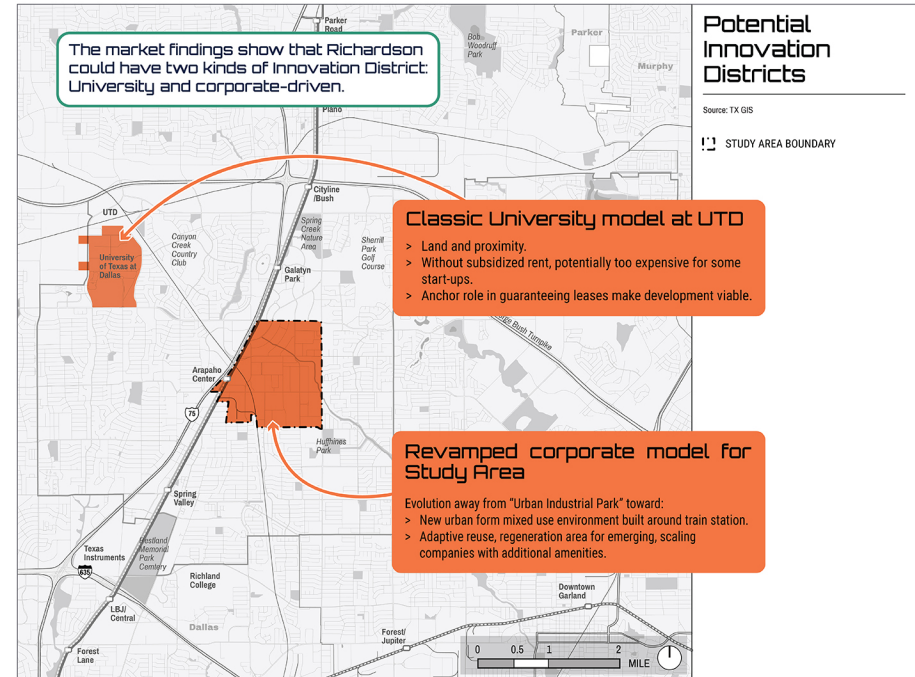 Potential
Innovation
Districts
Source: TX GIS
STUDY AREA BOUNDARY
The market findings show that Richardson
could have two kinds of Innovation District:
University and corporate-driven.
Parker
Road
Plano
Bob
Woodruff
Park
Parker
Murphy
Cityline
/Bush
UTD
University
of Texas at
Dallas
Canyon
Creek
Country
Club
Spring
Creek
Nature
Area
Sherrill
Park
Golf
Course
Galatyn
Park
Classic University model at UTD
> Land and proximity.
> Without subsidized rent, potentially too expensive for some
start-ups.
> Anchor role in guaranteeing leases make development viable.
George Bush Turnpike
Arapaho
Center
75
Huffhines
Park
Revamped corporate model for
Study Area
Evolution away from “Urban Industrial Park” toward:
> New urban form mixed use environment built around train station.
> Adaptive reuse, regeneration area for emerging, scaling
companies with additional amenities.
Spring
Valley
Restland
Memorial
Park
Cemtery
Texas
Instruments
635
Richland
College
LBJ/
Central
Dallas
Forest
Lane
Forest/
Jupiter
Downtown
Garland
0 0.5 1 2
MILE